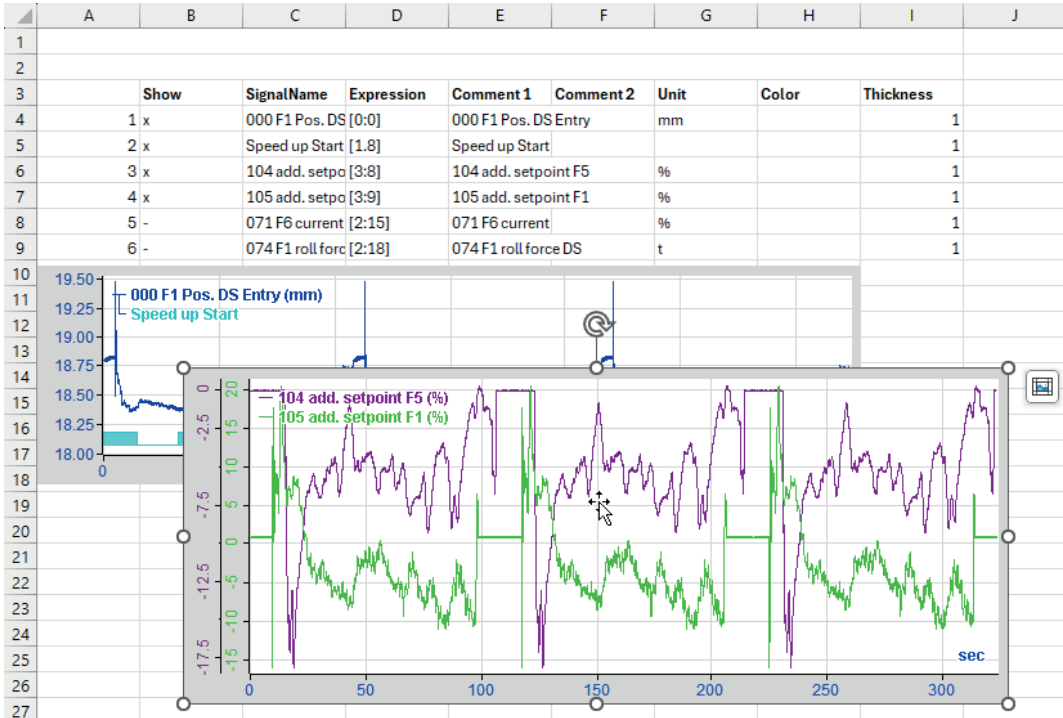 A B C D E F G H I J
1
2
3 Show SignalName Expression Comment 1 Comment 2 Unit Color Thickness
4 1 x 000 F1 Pos. DS [0:0] 000 F1 Pos. DS Entry mm 1
5 2 x Speed up Start [1.8] Speed up Start 1
6 3 x 104 add. setpo [3:8] 104 add. setpoint F5 % 1
7 4 x 105 add. setpo [3:9] 105 add. setpoint F1 % 1
8 5 - 071 F6 current [2:15] 071 F6 current % 1
9 6 - 074 F1 roll forc [2:18] 074 F1 roll force DS t 1
10
11
12
13
14
15
16
17
18
19
20
21
22
23
24
25
26
27
19.50
19.25
19.00
18.75
18.50
18.25
18.00
0
000 F1 Pos. DS Entry (mm)
Speed up Start
0
-2.5
-7.5
-12.5
-17.5
20
15
10
5
0
-5
-10
-15
104 add. setpoint F5 (%)
105 add. setpoint F1 (%)
sec
0 50 100 150 200 250 300